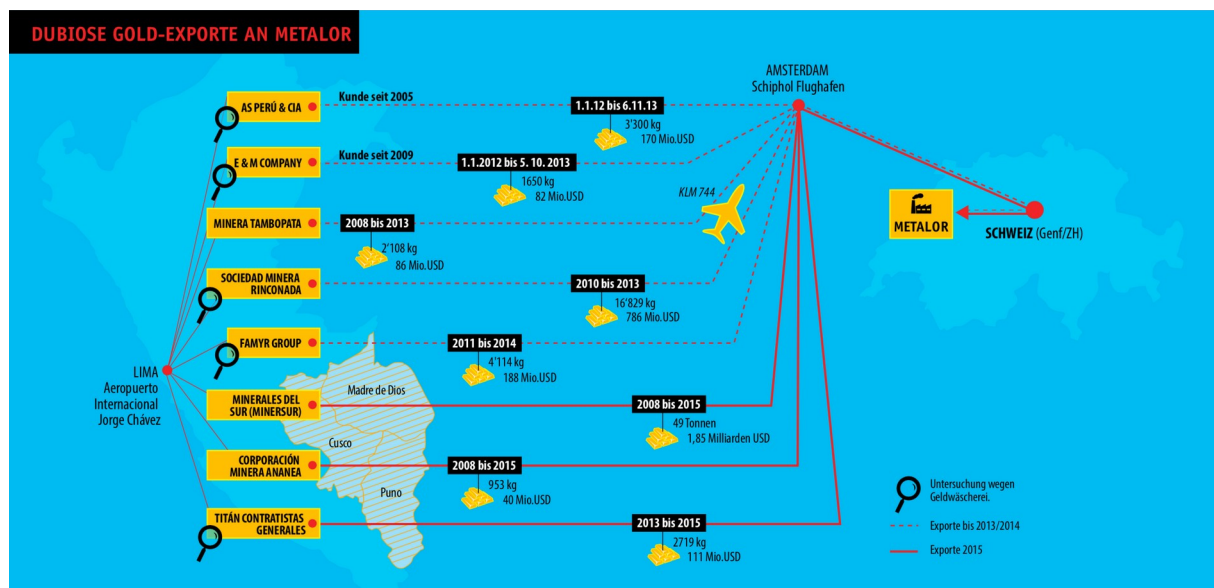 DUBIOSE GOLD-EXPORTE AN METALOR
AMSTERDAM
Schiphol Flughafen
AS PERÚ & CIA
Kunde seit 2005
1.1.12 bis 6.11.13
3'300 kg
170 Mio.USD
E & M COMPANY
Kunde seit 2009
1.1.2012 bis 5. 10. 2013
1650 kg
82 Mio.USD
KLM 744
MINERA TAMBOPATA
2008 bis 2013
2'108 kg
86 Mio.USD
METALOR
SCHWEIZ (Genf/ZH)
SOCIEDAD MINERA
RINCONADA
2010 bis 2013
16'829 kg
786 Mio.USD
FAMYR GROUP
2011 bis 2014
4'114 kg
188 Mio.USD
LIMA
Aeropuerto
Internacional
Jorge Chávez
Madre de Dios
Cusco
Puno
MINERALES DEL
SUR (MINERSUR)
2008 bis 2015
49 Tonnen
1,85 Milliarden USD
CORPORACIÓN
MINERA ANANEA
2008 bis 2015
953 kg
40 Mio.USD
TITÁN CONTRATISTAS
GENERALES
2013 bis 2015
2719 kg
111 Mio.USD
Untersuchung wegen
Geldwäscherei.
Exporte bis 2013/2014
Exporte 2015